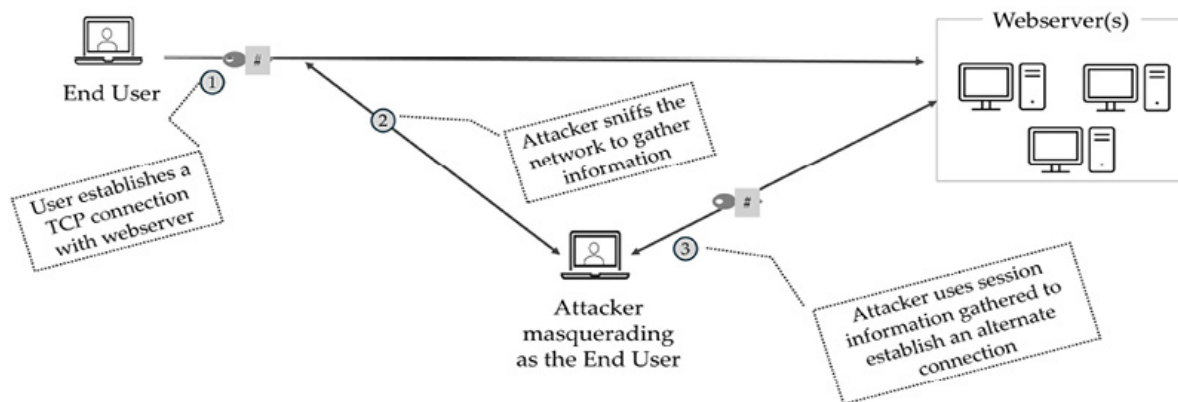 Webserver(s)
#
1
End User
2
Attacker sniffs the
network to gather
information
User establishes a
TCP connection
with webserver
#
3
Attacker
masquerading
as the End User
Attacker uses session
information gathered to
establish an alternate
connection